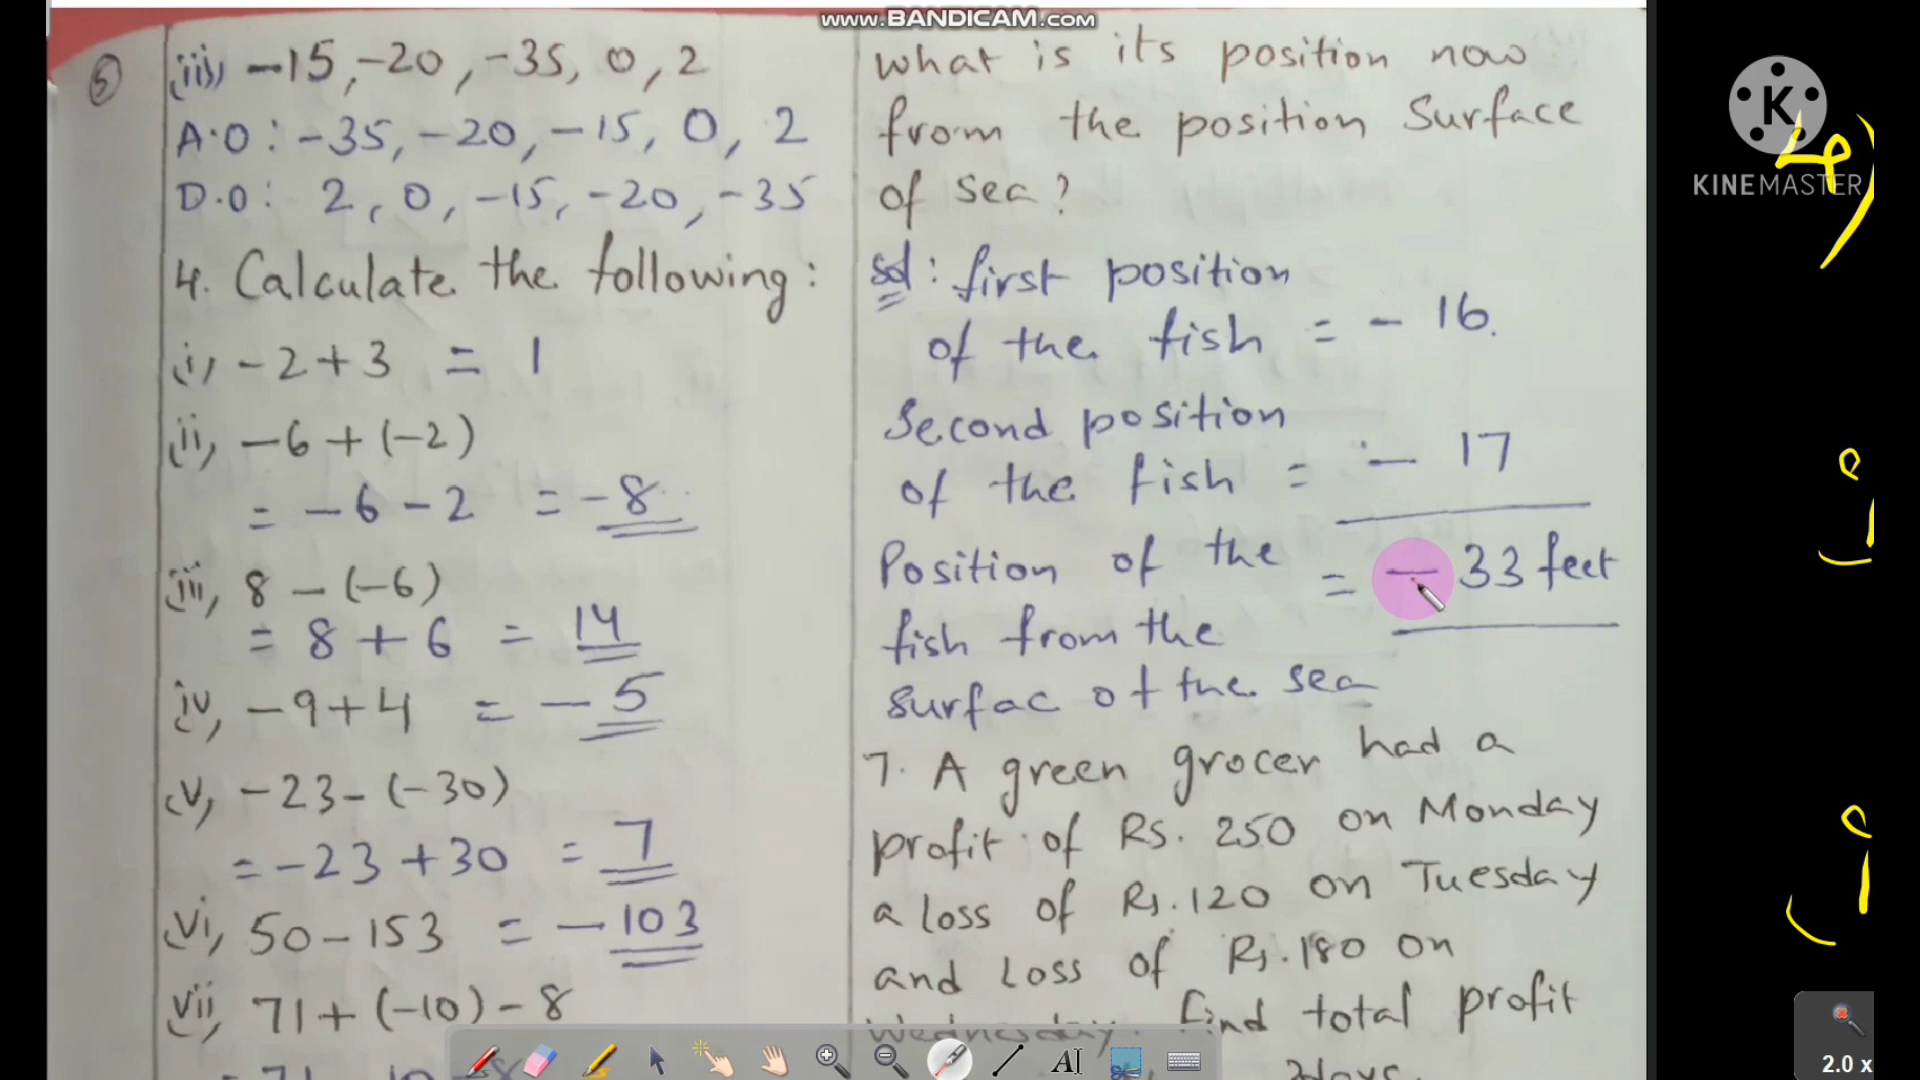 www.BANDICAM.com
5
(iii) -15, -20, -35, 0, 2
A.O : -35, -20, -15, 0, 2
D.O : 2, 0, -15, -20, -35
4. Calculate the following :
(i) -2 + 3 = 1
(ii) -6 + (-2)
= -6 - 2 = -8
(iii) 8 - (-6)
= 8 + 6 = 14
(iv) -9 + 4 = -5
(v) -23 - (-30)
= -23 + 30 = 7
(vi) 50 - 153 = -103
(vii) 71 + (-10) - 8
what is its position now
from the position Surface
of sea ?
sol : first position
of the fish = - 16.
Second position
of the fish = - 17
Position of the = - 33 feet
fish from the
surfac of the sea
7. A green grocer had a
profit of Rs. 250 on Monday
a loss of Rs. 120 on Tuesday
and Loss of Rs. 180 on
Wednesday. find total profit
days.
K
KINEMASTER
AI
2.0 x